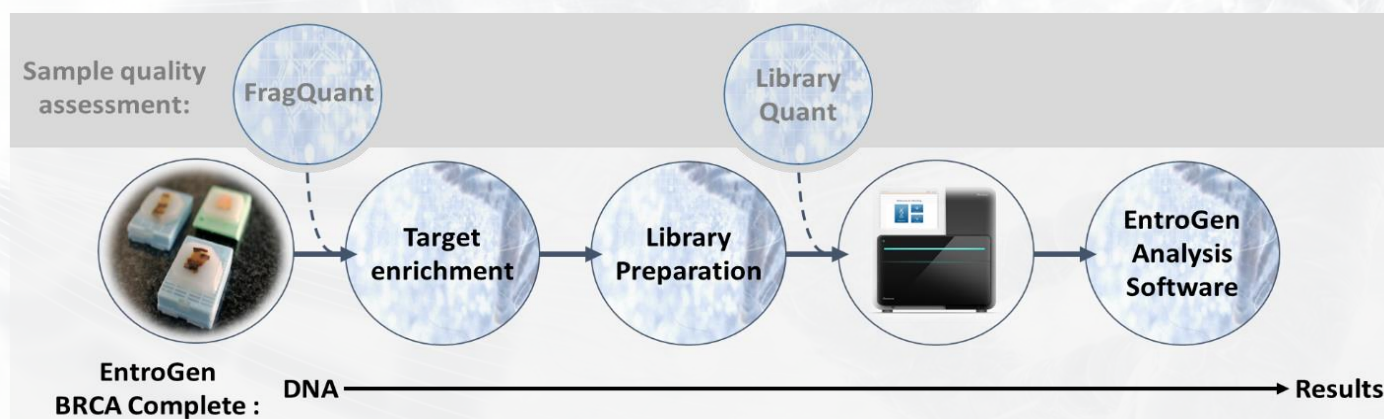 Sample quality
assessment:
FragQuant
Library
Quant
Target
enrichment
Library
Preparation
EntroGen
Analysis
Software
EntroGen
BRCA Complete :
DNA
Results